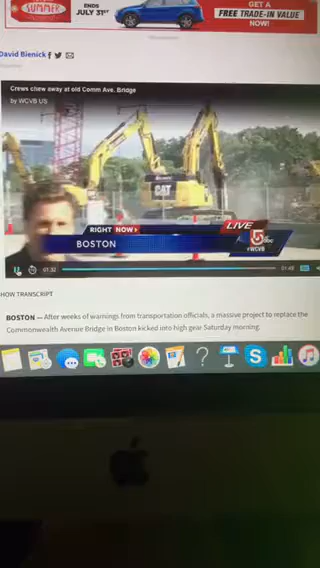 SUMMER
ENDS
JULY 31ST
GET A
FREE TRADE-IN VALUE
NOW!
David Bienick
Crews chew away at old Comm Ave. Bridge
by WCVB US
CAT
RIGHT NOW
LIVE
BOSTON
5
abc
#WCVB
01:32
01:48
HOW TRANSCRIPT
BOSTON — After weeks of warnings from transportation officials, a massive project to replace the
Commonwealth Avenue Bridge in Boston kicked into high gear Saturday morning.